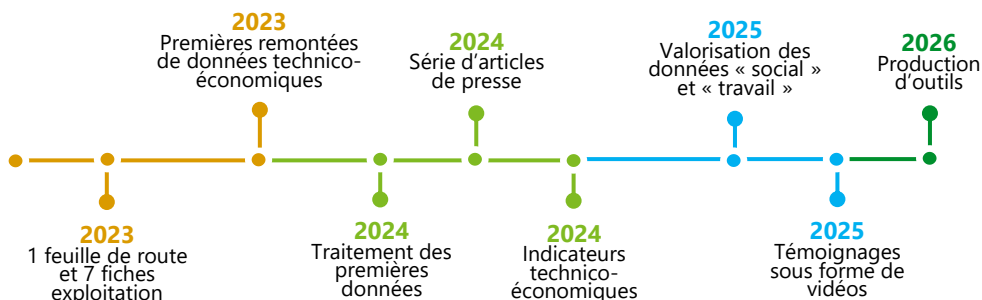 2023
Premières remontées
de données technico-
économiques
2024
Série d’articles
de presse
2025
Valorisation des
données « social »
et « travail »
2026
Production
d’outils
2023
1 feuille de route
et 7 fiches
exploitation
2024
Traitement des
premières
données
2024
Indicateurs
technico-
économiques
2025
Témoignages
sous forme de
vidéos